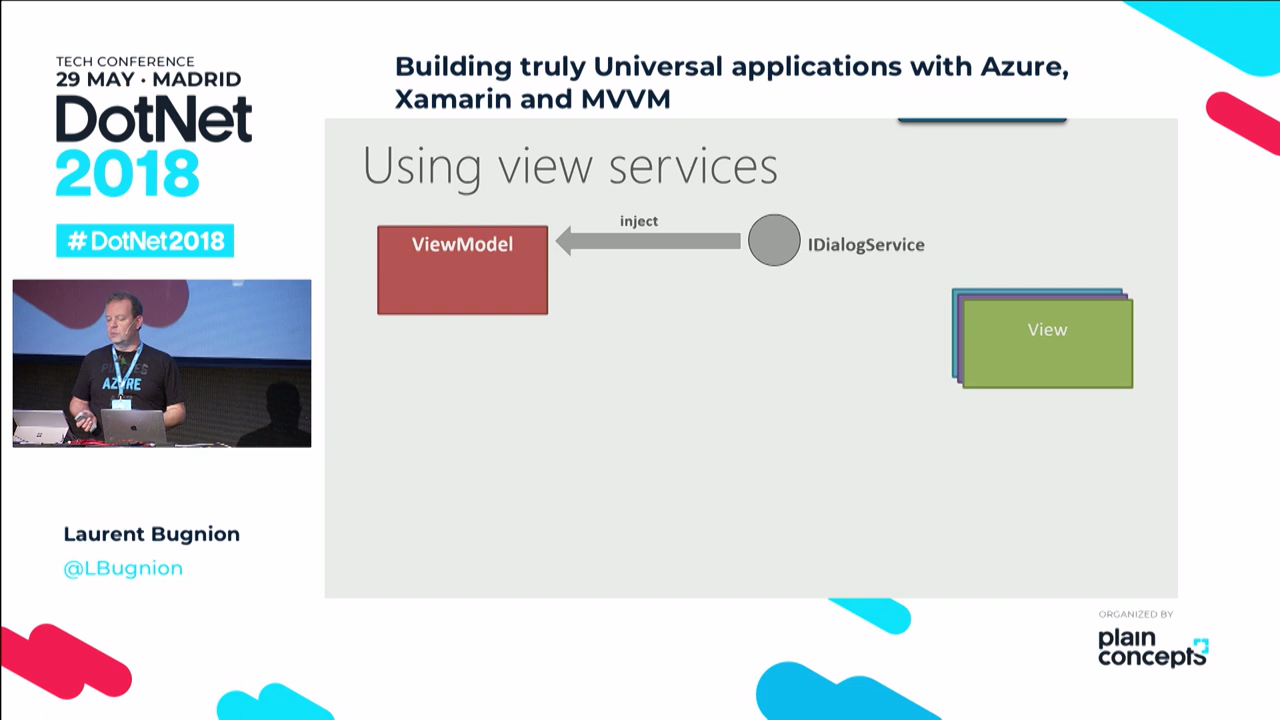 TECH CONFERENCE
29 MAY · MADRID
DotNet
2018
# DotNet2018
Building truly Universal applications with Azure,
Xamarin and MVVM
Using view services
inject
ViewModel
IDialogService
View
AZURE
Laurent Bugnion
@LBugnion
ORGANIZED BY
plain
concepts